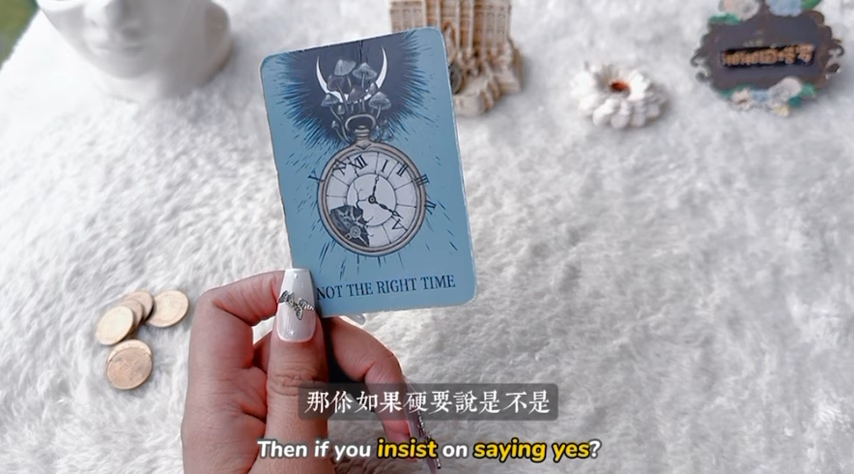 NOT THE RIGHT TIME
那你如果硬要說是不是
Then if you insist on saying yes?